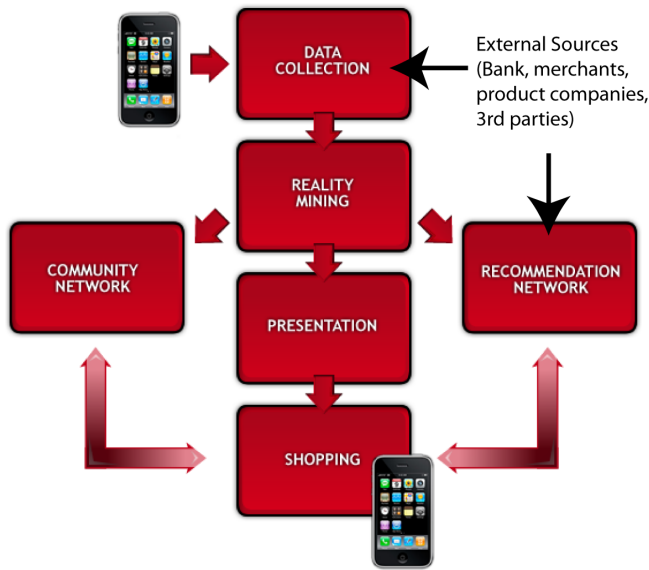 DATA
COLLECTION
External Sources
(Bank, merchants,
product companies,
3rd parties)
REALITY
MINING
COMMUNITY
NETWORK
RECOMMENDATION
NETWORK
PRESENTATION
SHOPPING